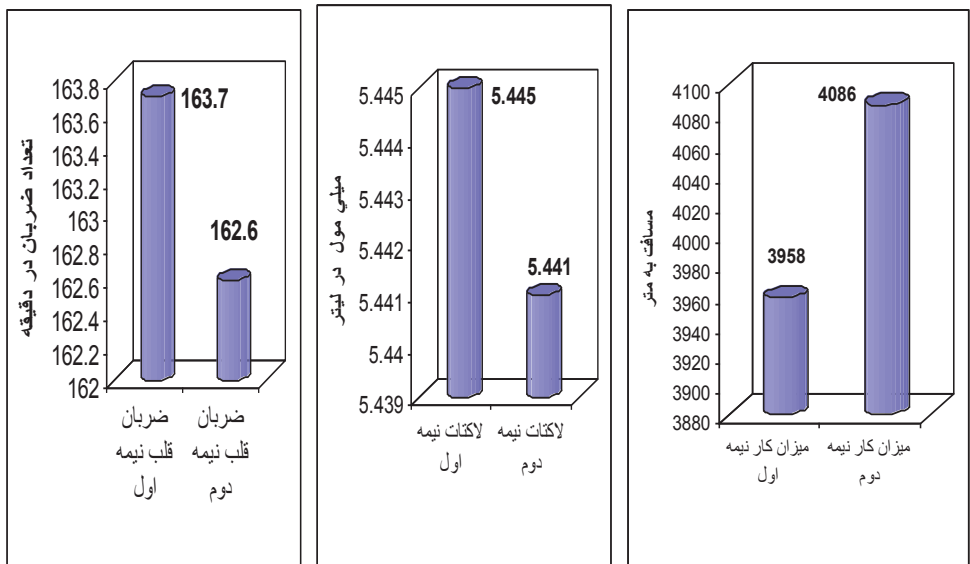 تعداد ضربان در دقیقه
163.8
163.6
163.4
163.2
163
162.8
162.6
162.4
162.2
162
163.7
162.6
ضربان
قلب نیمه
اول
ضربان
قلب نیمه
دوم
میلي مول در لیتر
5.445
5.444
5.443
5.442
5.441
5.44
5.439
5.445
5.441
لاکتات نیمه
اول
لاکتات نیمه
دوم
مسافت به متر
4100
4080
4060
4040
4020
4000
3980
3960
3940
3920
3900
3880
3958
4086
میزان کار نیمه
اول
میزان کار نیمه
دوم